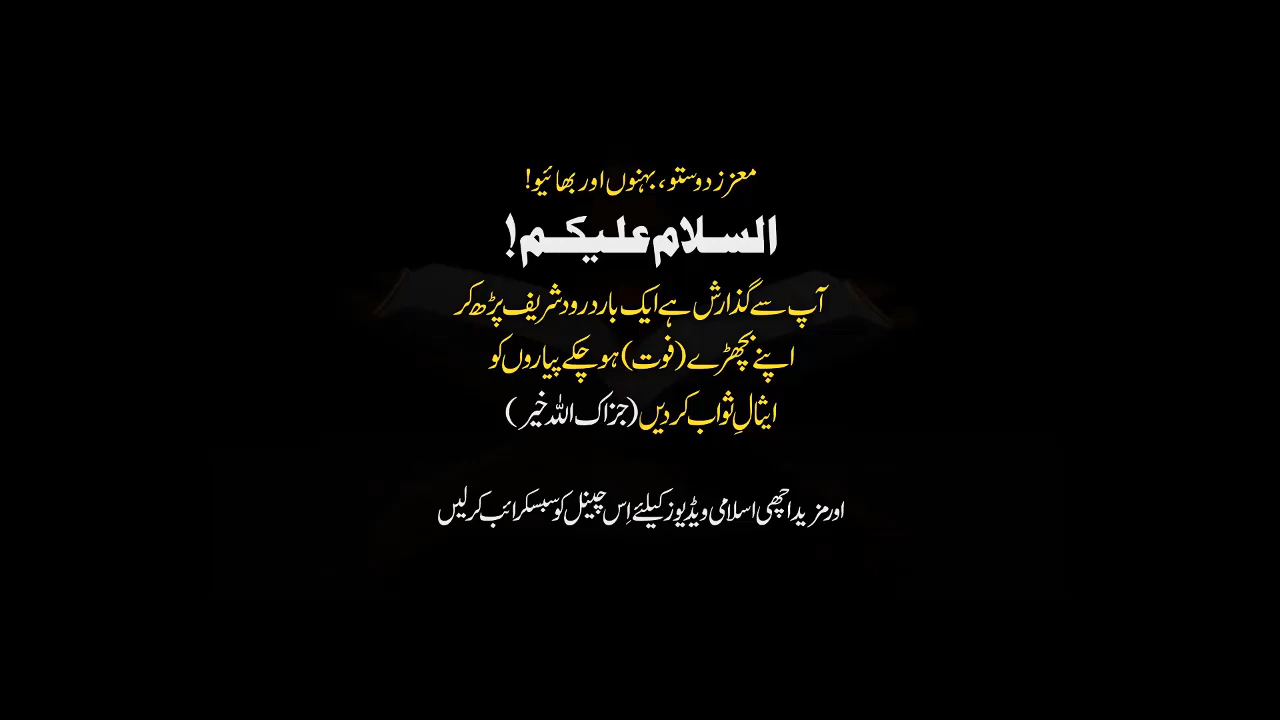 معزز دوستو، بہنوں اور بھائیو!
السلام علیکم!
آپ سے گذارش ہے ایک بار درود شریف پڑھ کر
اپنے بچھڑے (فوت) ہو چکے پیاروں کو
ایثالِ ثواب کر دیں (جزاک اللہ خیر)
اور مزید اچھی اسلامی ویڈیوز کیلئے اِس چینل کو سبسکرائب کر لیں